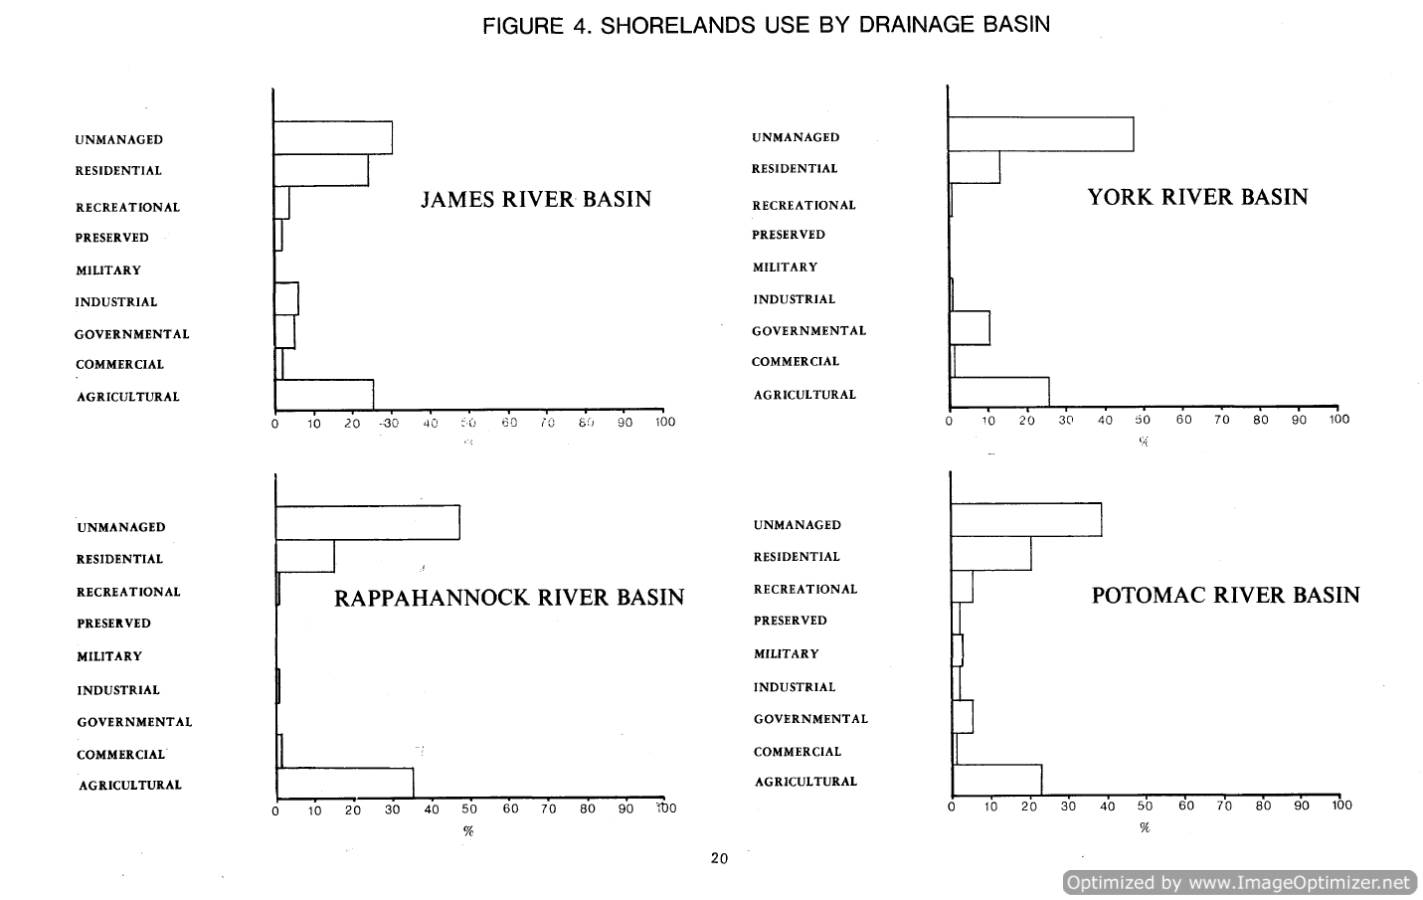 FIGURE 4. SHORELANDS USE BY DRAINAGE BASIN
UNMANAGED
RESIDENTIAL
RECREATIONAL
PRESERVED
MILITARY
INDUSTRIAL
GOVERNMENTAL
COMMERCIAL
AGRICULTURAL
JAMES RIVER BASIN
0 10 20 30 40 50 60 70 80 90 100
%
UNMANAGED
RESIDENTIAL
RECREATIONAL
PRESERVED
MILITARY
INDUSTRIAL
GOVERNMENTAL
COMMERCIAL
AGRICULTURAL
YORK RIVER BASIN
0 10 20 30 40 50 60 70 80 90 100
%
UNMANAGED
RESIDENTIAL
RECREATIONAL
PRESERVED
MILITARY
INDUSTRIAL
GOVERNMENTAL
COMMERCIAL
AGRICULTURAL
RAPPAHANNOCK RIVER BASIN
0 10 20 30 40 50 60 70 80 90 100
%
UNMANAGED
RESIDENTIAL
RECREATIONAL
PRESERVED
MILITARY
INDUSTRIAL
GOVERNMENTAL
COMMERCIAL
AGRICULTURAL
POTOMAC RIVER BASIN
0 10 20 30 40 50 60 70 80 90 100
%
20
Optimized by www.ImageOptimizer.net